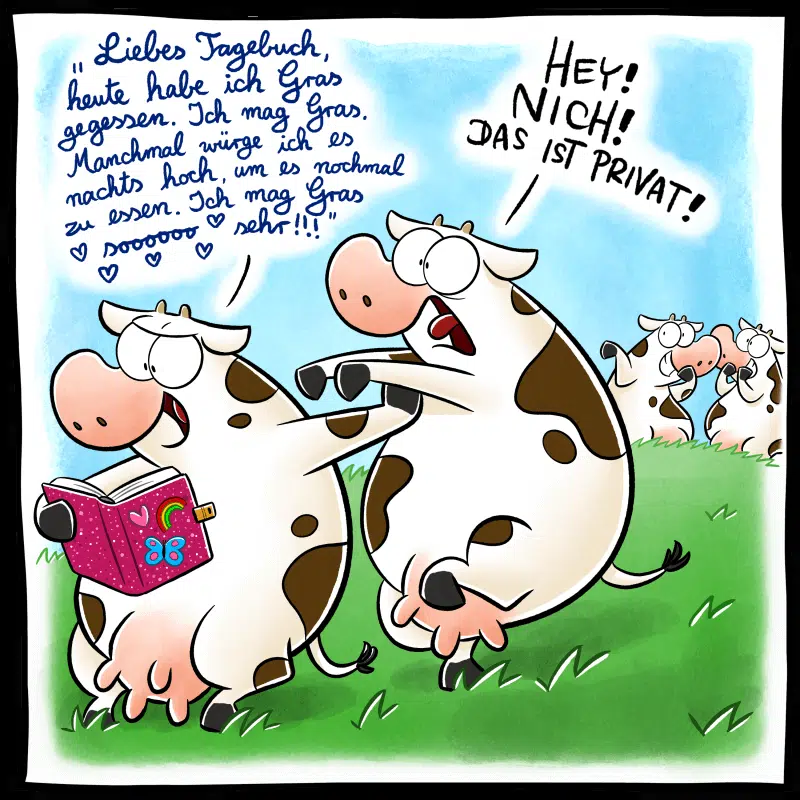 „Liebes Tagebuch,
heute habe ich Gras
gegessen. Ich mag Gras.
Manchmal würge ich es
nachts hoch, um es nochmal
zu essen. Ich mag Gras
♡ soooooo ♡ sehr!!!"
♡ ♡ ♡
HEY!
NICH!
DAS IST PRIVAT!